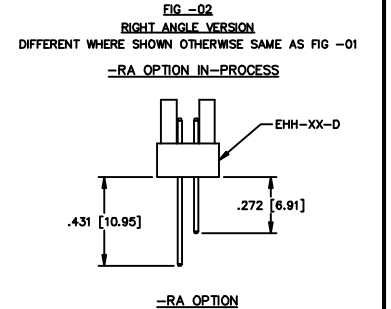 FIG -02
RIGHT ANGLE VERSION
DIFFERENT WHERE SHOWN OTHERWISE SAME AS FIG -01
-RA OPTION IN-PROCESS
EHH-XX-D
.272 [6.91]
.431 [10.95]
-RA OPTION